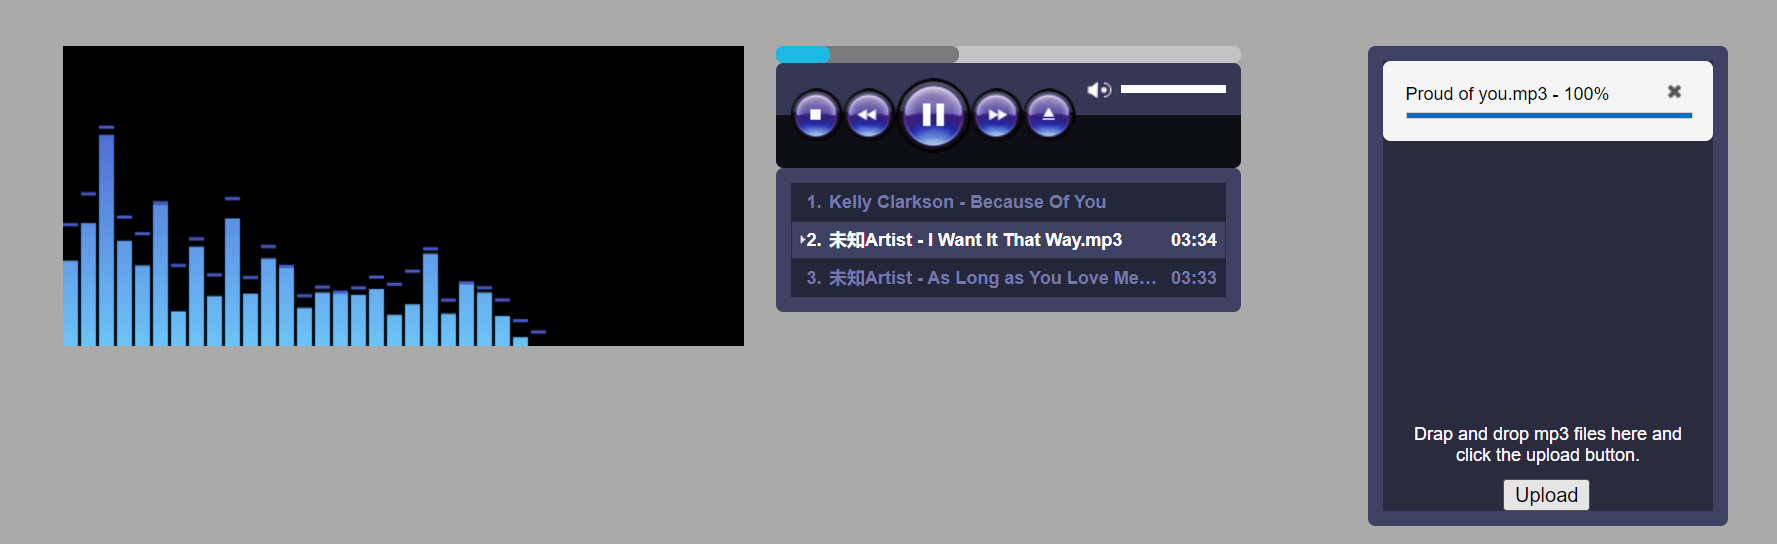 1. Kelly Clarkson - Because Of You
2. 未知Artist - I Want It That Way.mp3 03:34
3. 未知Artist - As Long as You Love Me... 03:33
Proud of you.mp3 - 100%
Drap and drop mp3 files here and
click the upload button.
Upload